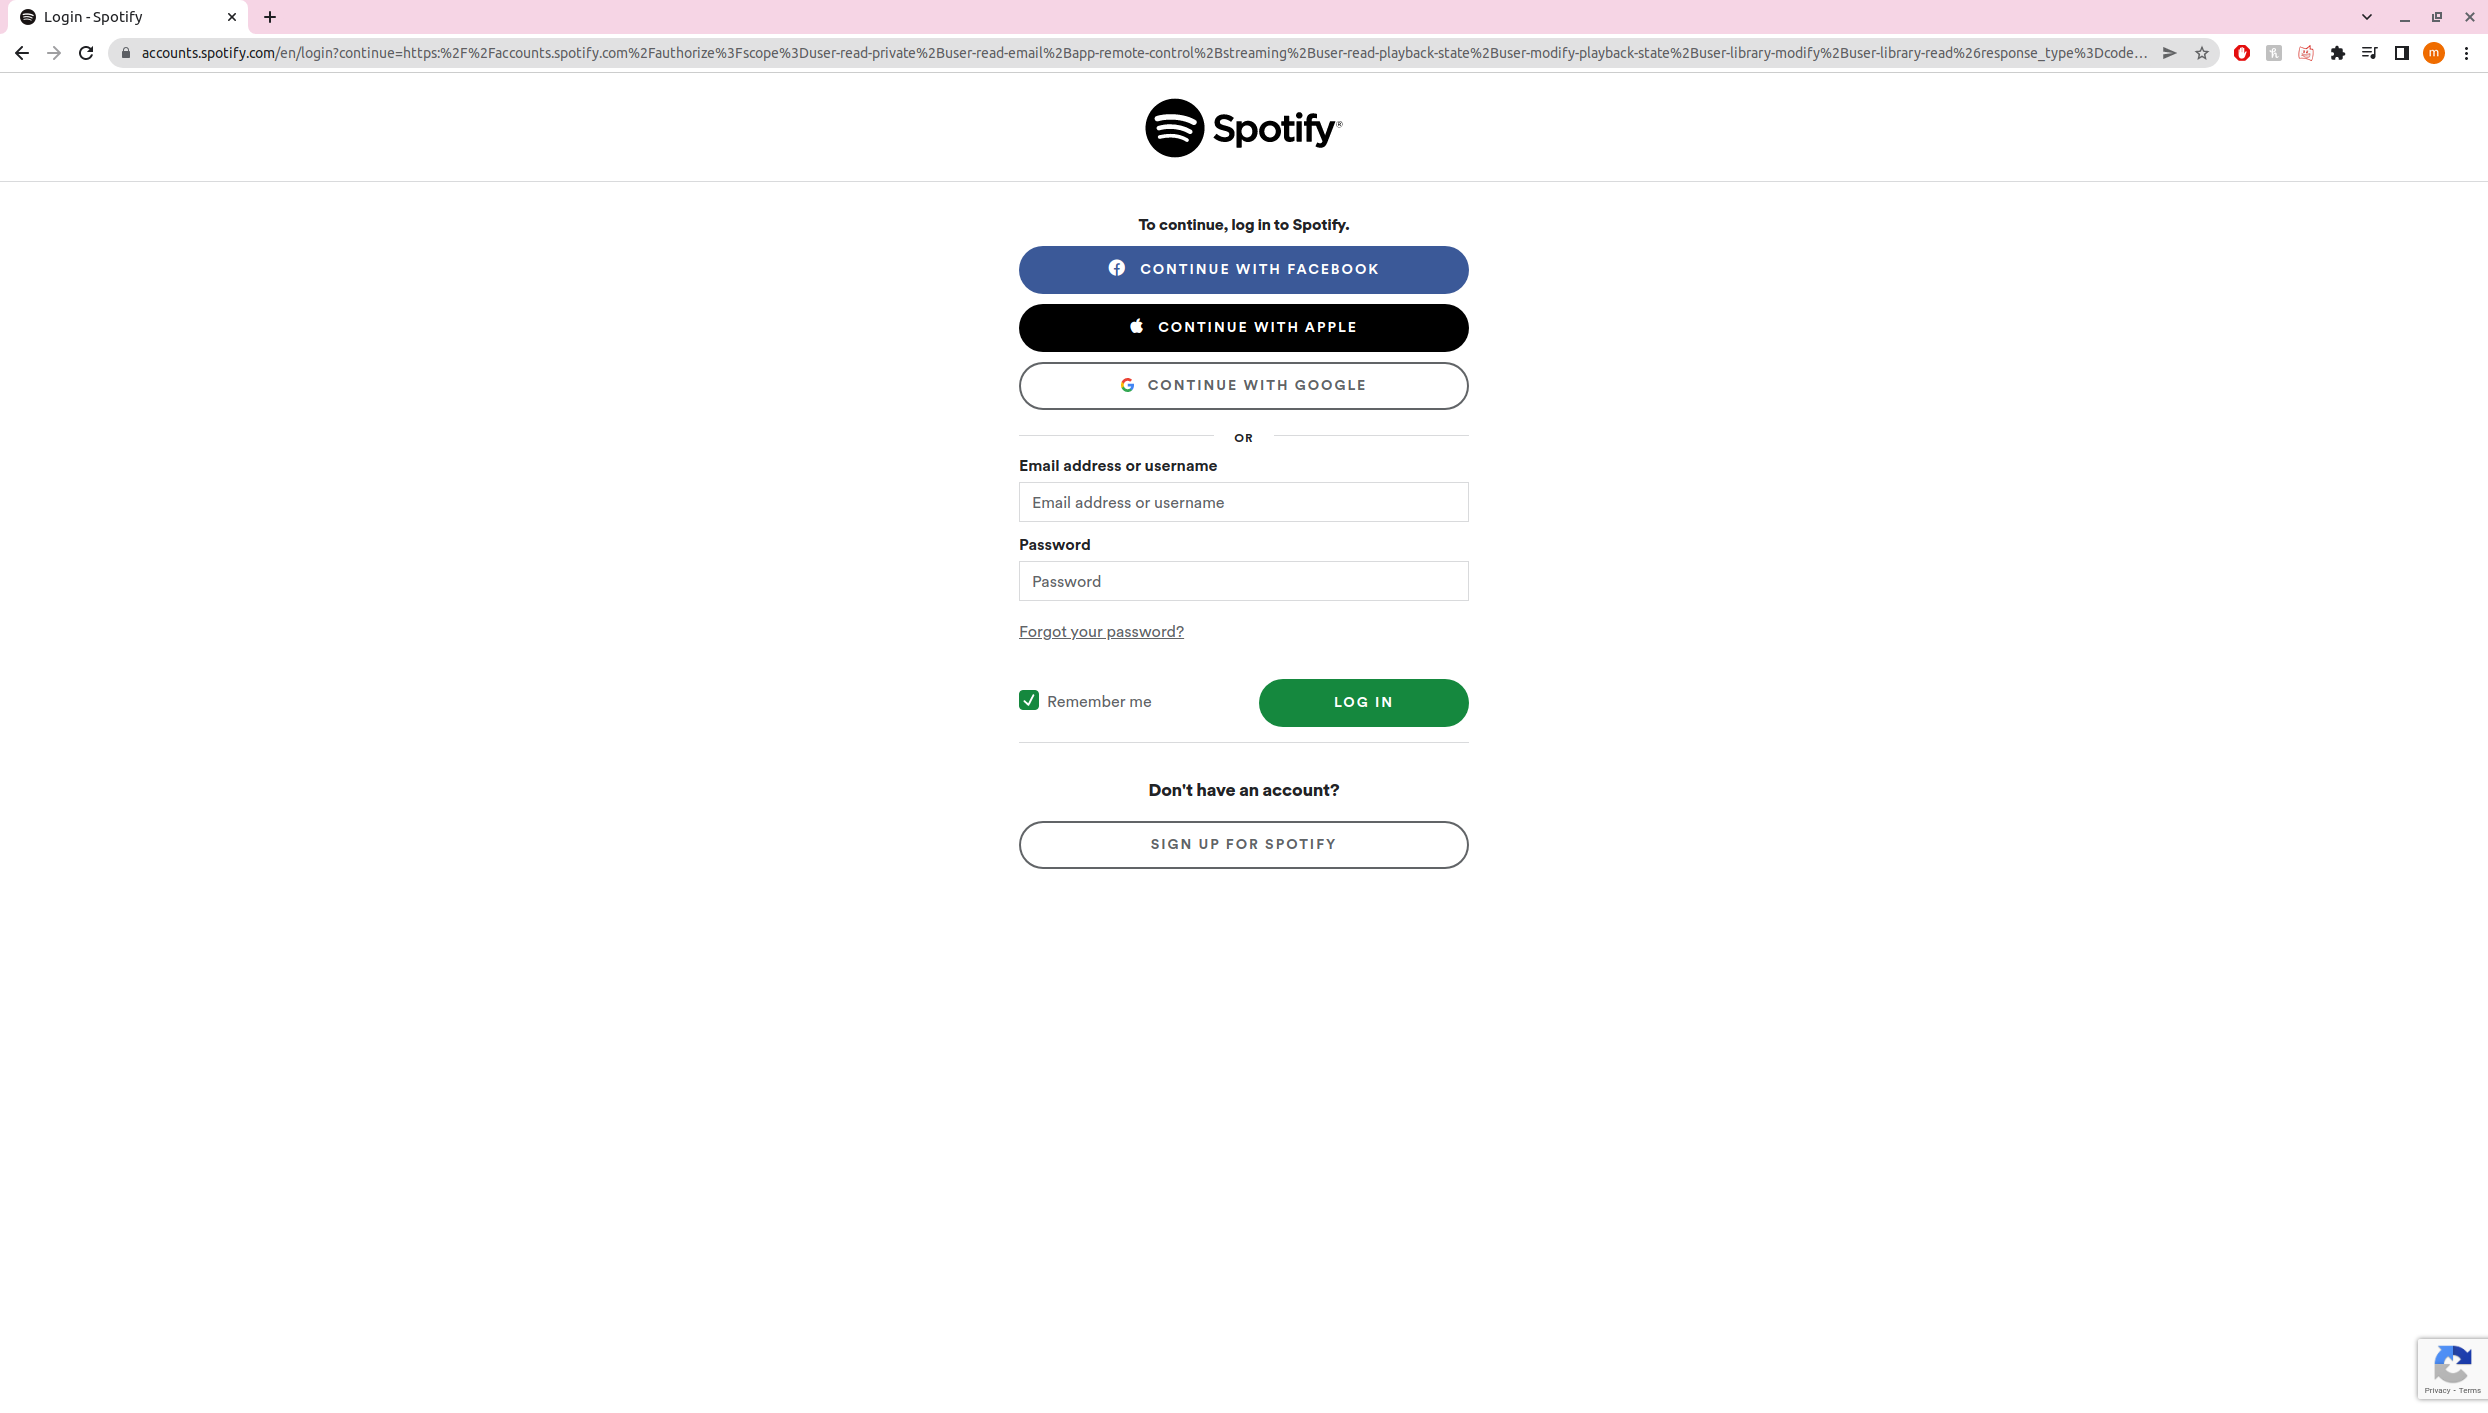 Login - Spotify
accounts.spotify.com/en/login?continue=https:%2F%2Faccounts.spotify.com%2Fauthorize%3Fscope%3Duser-read-private%2Buser-read-email%2Bapp-remote-control%2Bstreaming%2Buser-read-playback-state%2Buser-modify-playback-state%2Buser-library-modify%2Buser-library-read%26response_type%3Dcode...
m
Spotify®
To continue, log in to Spotify.
CONTINUE WITH FACEBOOK
CONTINUE WITH APPLE
CONTINUE WITH GOOGLE
OR
Email address or username
Email address or username
Password
Password
Forgot your password?
Remember me
LOG IN
Don't have an account?
SIGN UP FOR SPOTIFY
Privacy - Terms